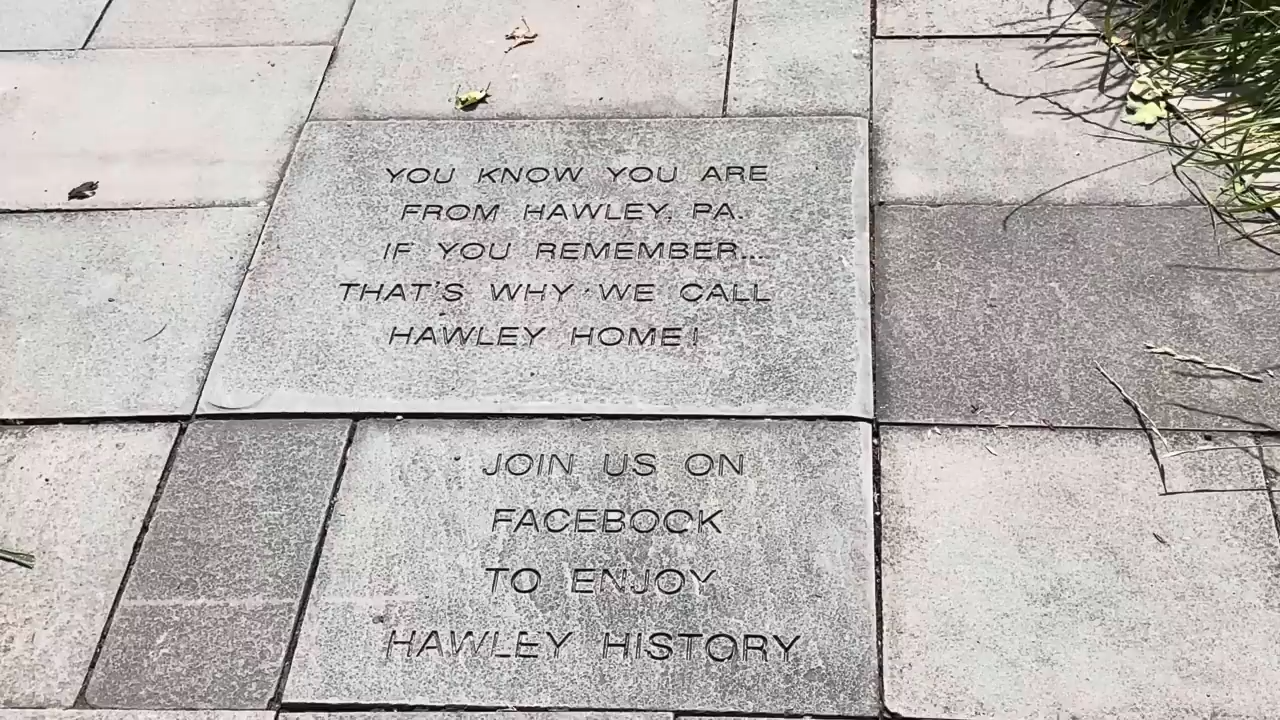 YOU KNOW YOU ARE
FROM HAWLEY, PA.
IF YOU REMEMBER...
THAT'S WHY WE CALL
HAWLEY HOME!
JOIN US ON
FACEBOOK
TO ENJOY
HAWLEY HISTORY